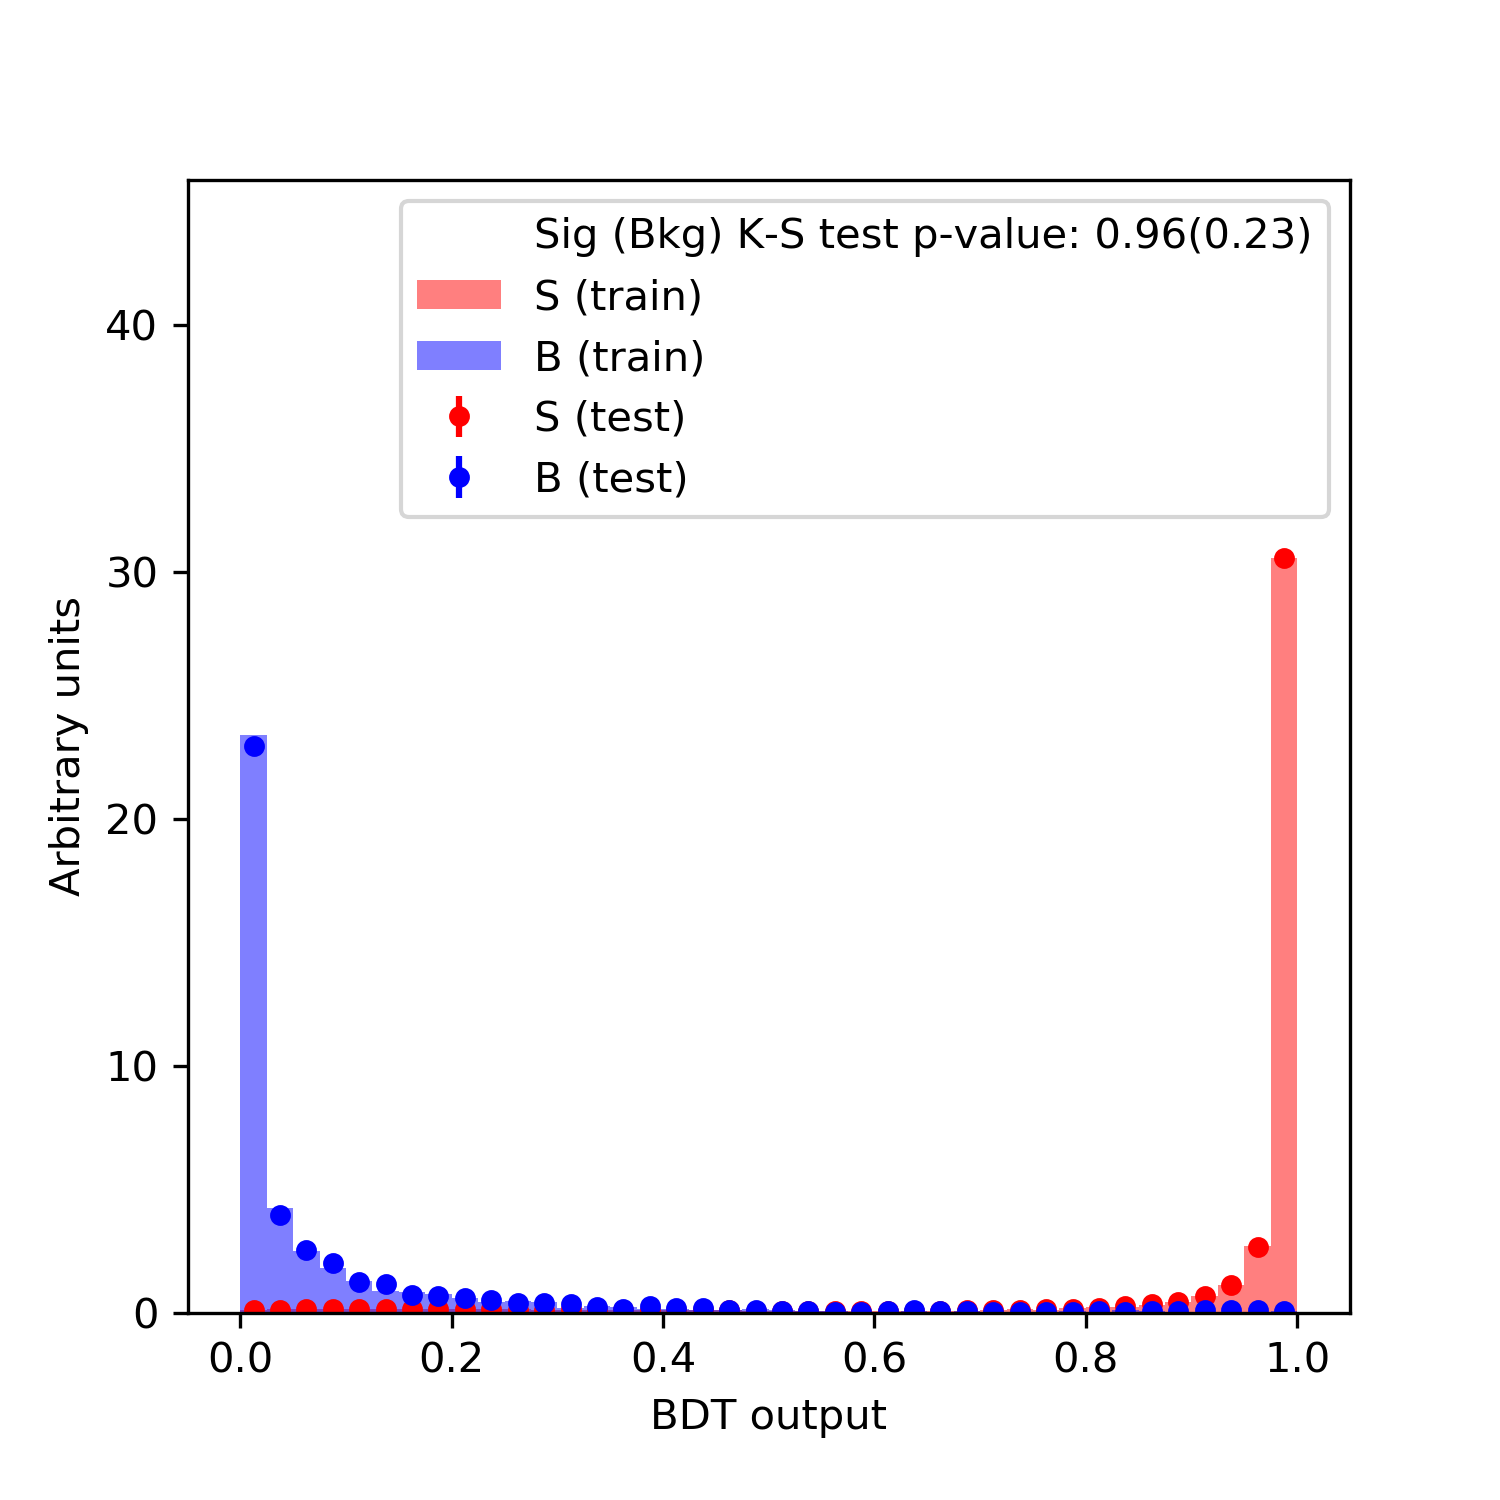 Sig (Bkg) K-S test p-value: 0.96(0.23)
S (train)
B (train)
S (test)
B (test)
40
30
20
10
0
Arbitrary units
0.0 0.2 0.4 0.6 0.8 1.0
BDT output